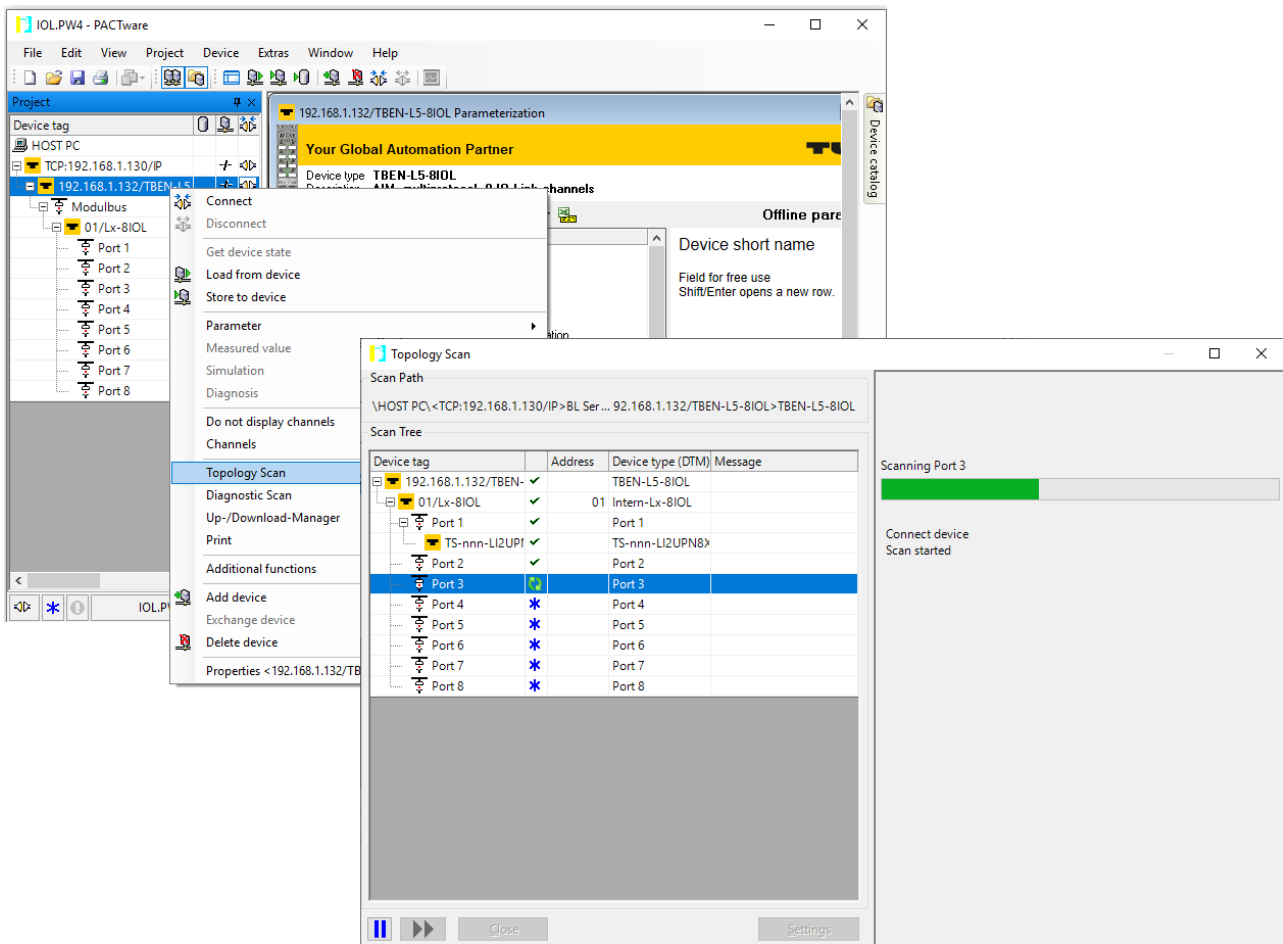 IOL.PW4 - PACTware
File Edit View Project Device Extras Window Help
Project
Device tag
HOST PC
TCP:192.168.1.130/IP
192.168.1.132/TBEN-L5
Modulbus
01/Lx-8IOL
Port 1
Port 2
Port 3
Port 4
Port 5
Port 6
Port 7
Port 8
IOL.P
192.168.1.132/TBEN-L5-8IOL Parameterization
Your Global Automation Partner
Device type TBEN-L5-8IOL
channels
Offline para
Device short name
Field for free use
Shift/Enter opens a new row.
Device catalog
Connect
Disconnect
Get device state
Load from device
Store to device
Parameter
Measured value
Simulation
Diagnosis
Do not display channels
Channels
Topology Scan
Diagnostic Scan
Up-/Download-Manager
Print
Additional functions
Add device
Exchange device
Delete device
Properties <192.168.1.132/TB
Topology Scan
Scan Path
\HOST PC\<TCP:192.168.1.130/IP>BL Ser... 92.168.1.132/TBEN-L5-8IOL>TBEN-L5-8IOL
Scan Tree
Device tag Address Device type (DTM) Message
192.168.1.132/TBEN- TBEN-L5-8IOL
01/Lx-8IOL 01 Intern-Lx-8IOL
Port 1 Port 1
TS-nnn-LI2UPN TS-nnn-LI2UPN8X
Port 2 Port 2
Port 3 Port 3
Port 4 Port 4
Port 5 Port 5
Port 6 Port 6
Port 7 Port 7
Port 8 Port 8
Close
Settings
Scanning Port 3
Connect device
Scan started